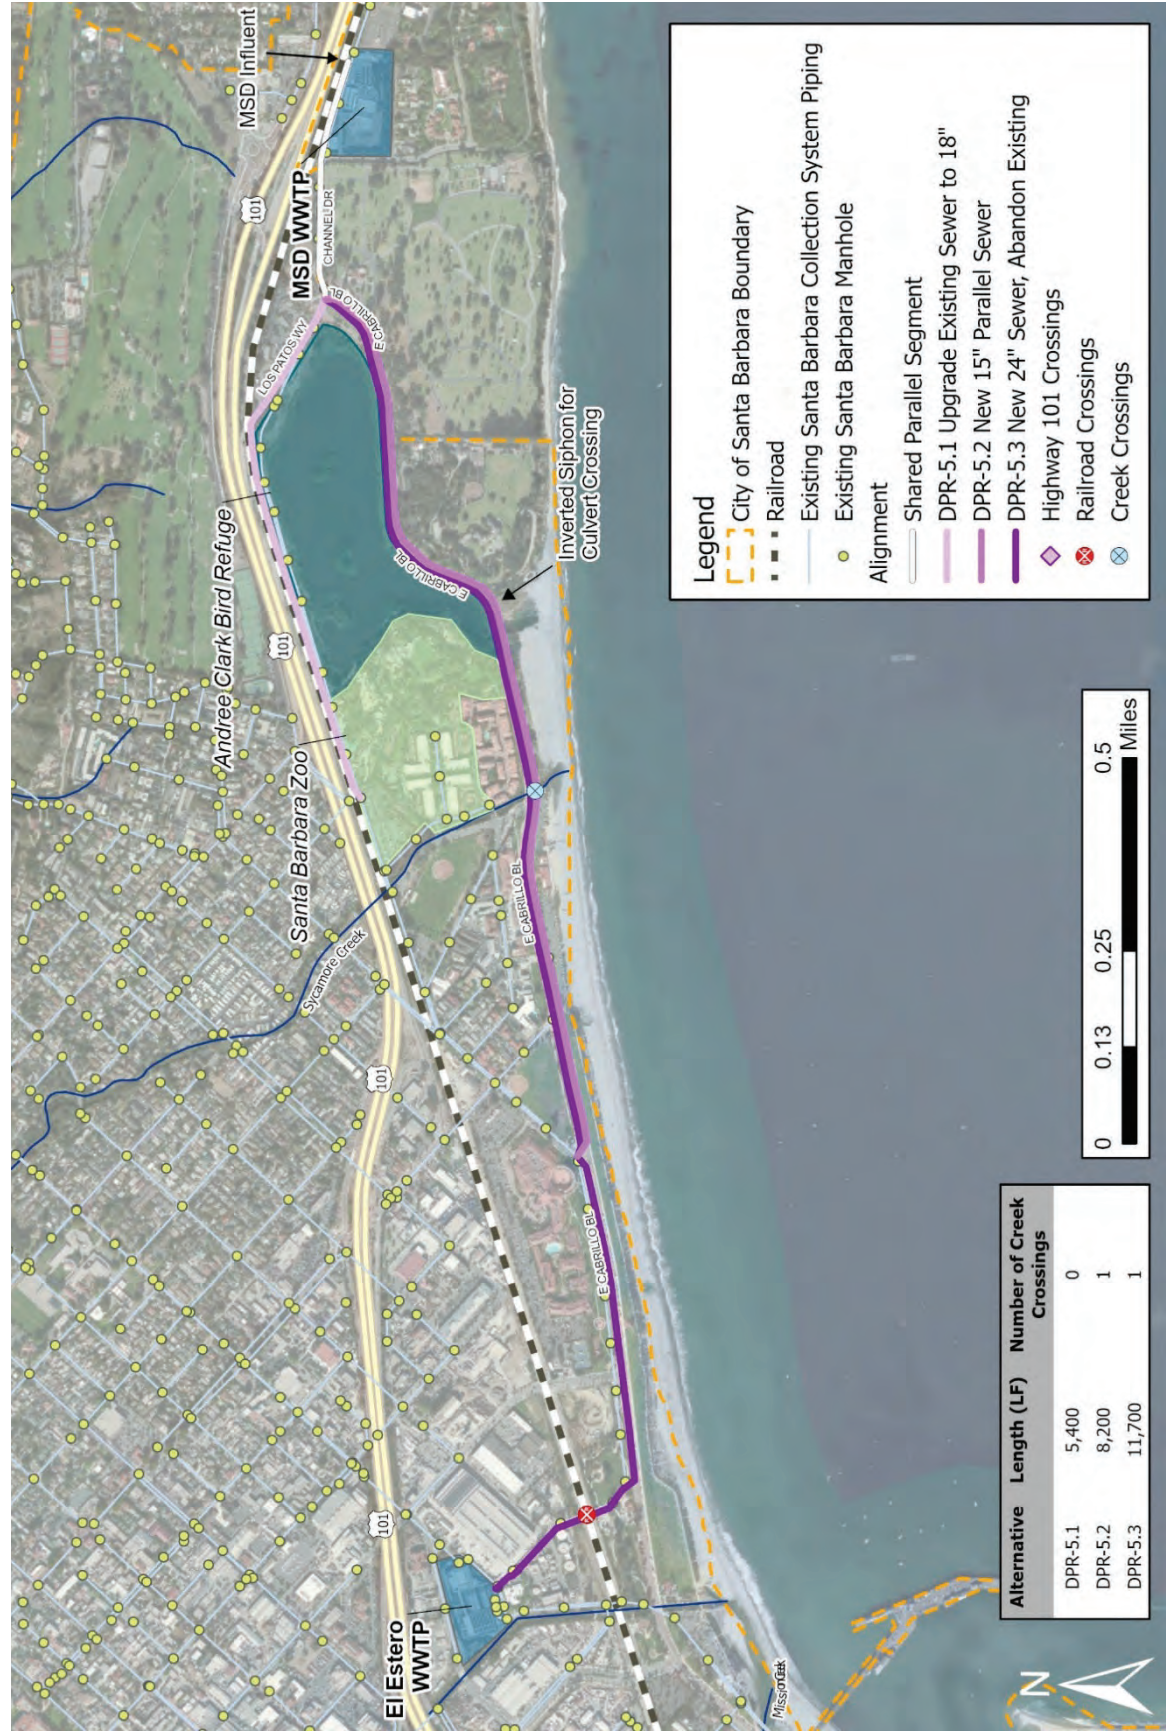 MSD Influent
101
MSD WWTP
CHANNEL DR
LOS PATOS WY
E CABRILLO BL
Andree Clark Bird Refuge
101
E CABRILLO BL
Inverted Siphon for
Culvert Crossing
Santa Barbara Zoo
Sycamore Creek
E CABRILLO BL
101
E CABRILLO BL
101
El Estero
WWTP
Legend
City of Santa Barbara Boundary
Railroad
Existing Santa Barbara Collection System Piping
Existing Santa Barbara Manhole
Alignment
Shared Parallel Segment
DPR-5.1 Upgrade Existing Sewer to 18"
DPR-5.2 New 15" Parallel Sewer
DPR-5.3 New 24" Sewer, Abandon Existing
Highway 101 Crossings
Railroad Crossings
Creek Crossings
0 0.13 0.25 0.5
Miles
Alternative Length (LF) Number of Creek
Crossings
DPR-5.1 5,400 0
DPR-5.2 8,200 1
DPR-5.3 11,700 1
N